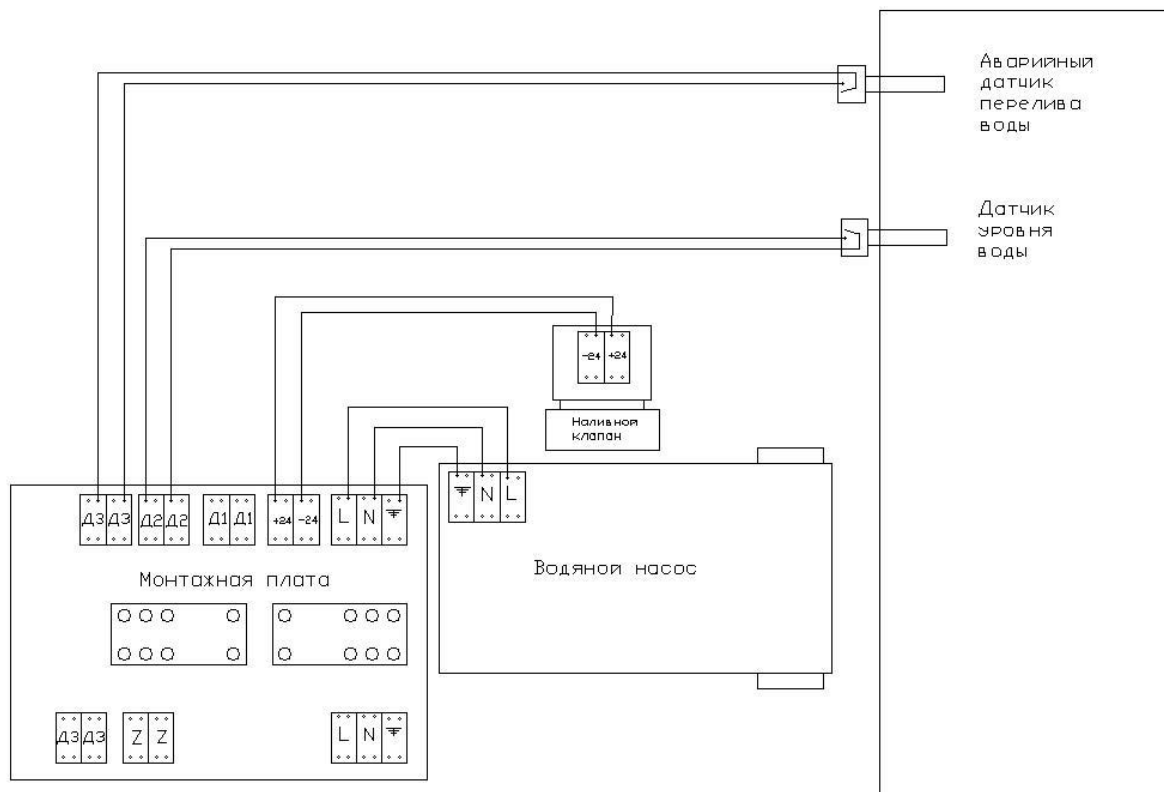 Аварийный
датчик
перелива
воды
Датчик
уровня
воды
-24 +24
Наливной
клапан
⏚ N L
Д3 Д3 Д2 Д2 Д1 Д1 +24 -24 L N ⏚
Водяной насос
Монтажная плата
Д3 Д3 Z Z L N ⏚